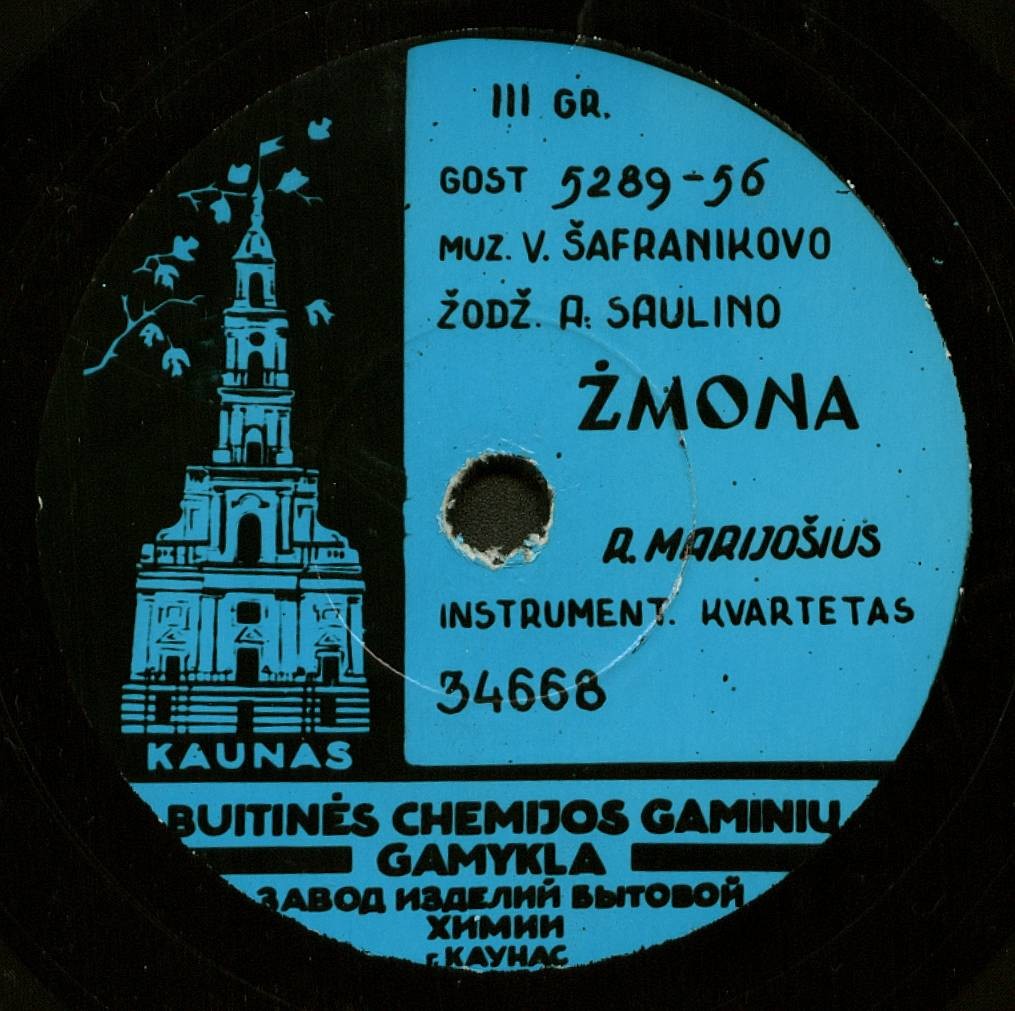 III GR.
GOST 5289-56
MUZ. V. ŠAFRANIKOVO
ŽODŽ. A. SAULINO
ŽMONA
R. MARIJOŠIUS
INSTRUMENT. KVARTETAS
34668
KAUNAS
BUITINĖS CHEMIJOS GAMINIŲ
GAMYKLA
ЗАВОД ИЗДЕЛИЙ БЫТОВОЙ
ХИМИИ
г. КАУНАС